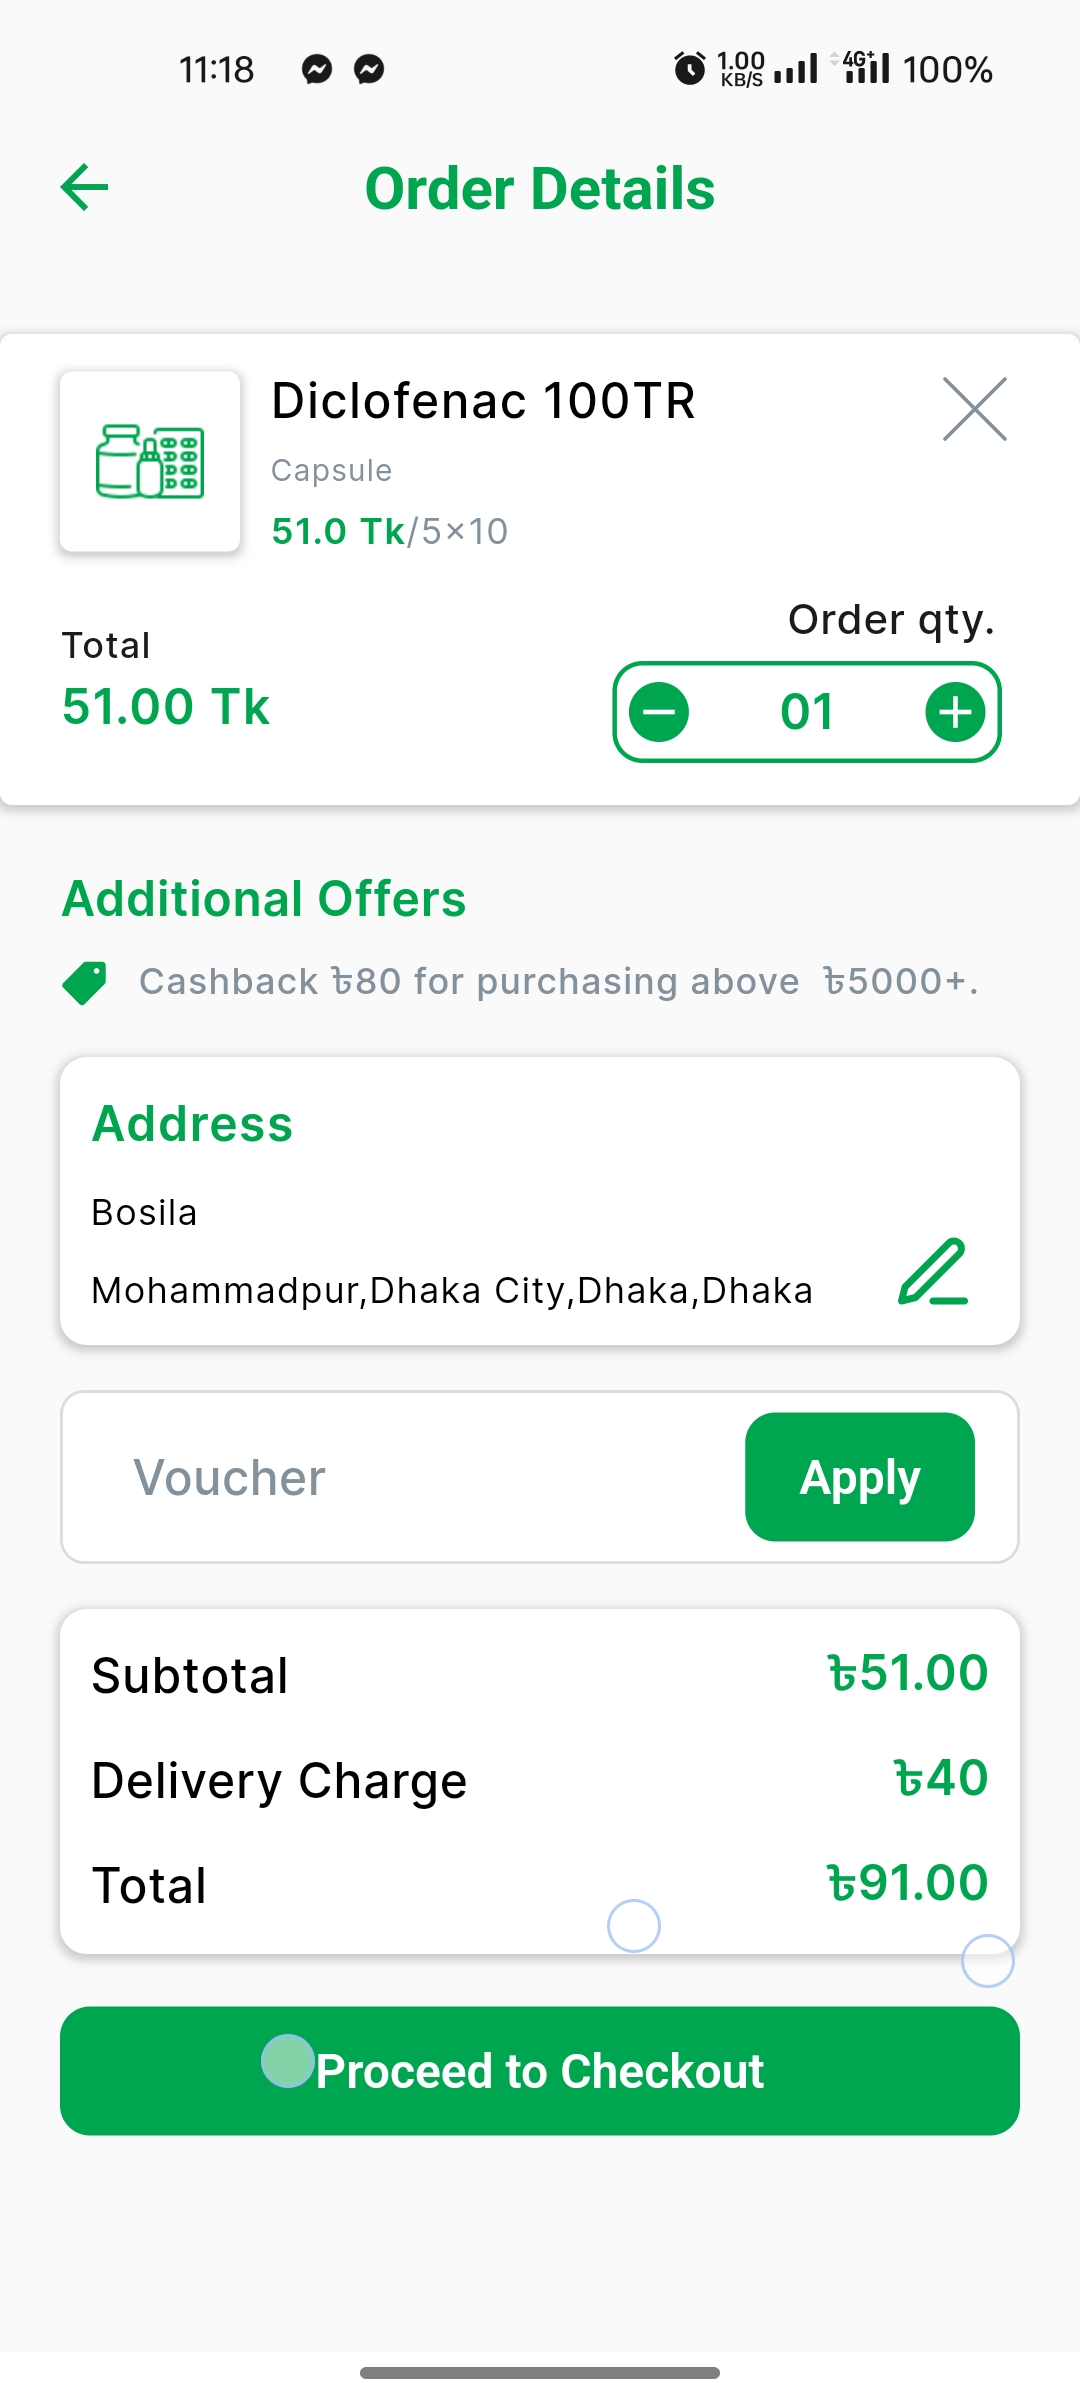 11:18 1.00 KB/S 4G+ 100%
Order Details
Diclofenac 100TR
Capsule
51.0 Tk/5×10
Order qty.
Total
51.00 Tk
01
Additional Offers
Cashback ৳80 for purchasing above ৳5000+.
Address
Bosila
Mohammadpur,Dhaka City,Dhaka,Dhaka
Voucher Apply
Subtotal ৳51.00
Delivery Charge ৳40
Total ৳91.00
Proceed to Checkout